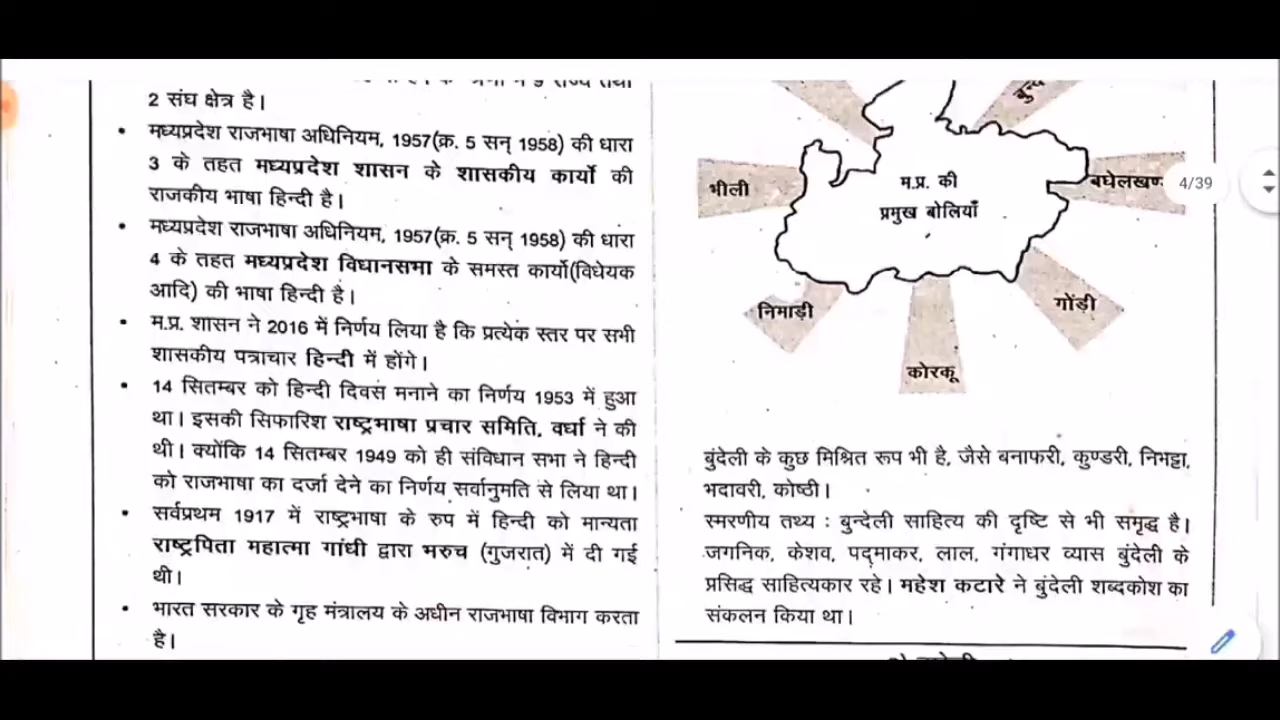 2 संघ क्षेत्र है।
• मध्यप्रदेश राजभाषा अधिनियम, 1957(क्र. 5 सन् 1958) की धारा
3 के तहत मध्यप्रदेश शासन के शासकीय कार्यो की
राजकीय भाषा हिन्दी है।
• मध्यप्रदेश राजभाषा अधिनियम, 1957(क्र. 5 सन् 1958) की धारा
4 के तहत मध्यप्रदेश विधानसभा के समस्त कार्यो(विधेयक
आदि) की भाषा हिन्दी है।
• म.प्र. शासन ने 2016 में निर्णय लिया है कि प्रत्येक स्तर पर सभी
शासकीय पत्राचार हिन्दी में होंगे।
• 14 सितम्बर को हिन्दी दिवस मनाने का निर्णय 1953 में हुआ
था। इसकी सिफारिश राष्ट्रभाषा प्रचार समिति, वर्धा ने की
थी। क्योंकि 14 सितम्बर 1949 को ही संविधान सभा ने हिन्दी
को राजभाषा का दर्जा देने का निर्णय सर्वानुमति से लिया था।
• सर्वप्रथम 1917 में राष्ट्रभाषा के रुप में हिन्दी को मान्यता
राष्ट्रपिता महात्मा गांधी द्वारा भरुच (गुजरात) में दी गई
थी।
• भारत सरकार के गृह मंत्रालय के अधीन राजभाषा विभाग करता
है।
भीली
म.प्र. की
प्रमुख बोलियाँ
बघेलखण
4/39
निमाड़ी
गोंड़ी
कोरकू
बुंदेली के कुछ मिश्रित रूप भी है, जैसे बनाफरी, कुण्डरी, निभट्टा,
भदावरी, कोष्ठी।
स्मरणीय तथ्य : बुन्देली साहित्य की दृष्टि से भी समृद्ध है।
जगनिक, केशव, पद्माकर, लाल, गंगाधर व्यास बुंदेली के
प्रसिद्ध साहित्यकार रहे। महेश कटारे ने बुंदेली शब्दकोश का
संकलन किया था।